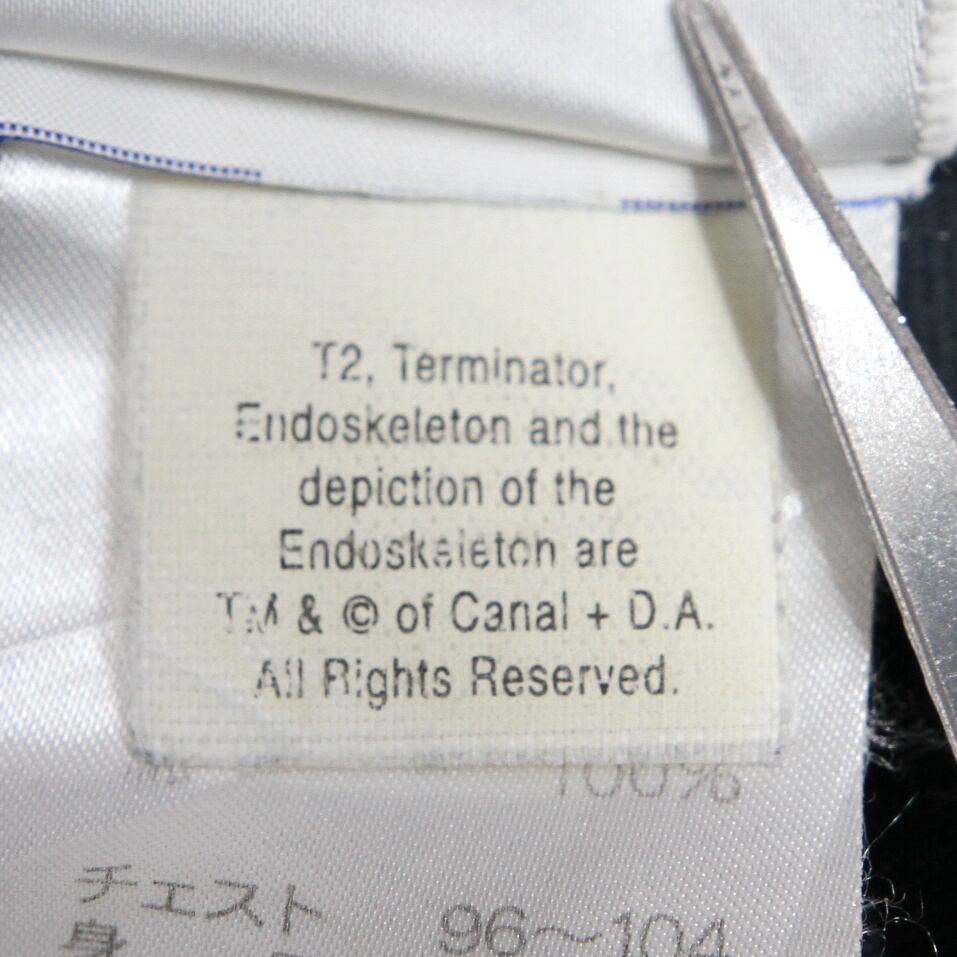 T2, Terminator,
Endoskeleton and the
depiction of the
Endoskeleton are
TM & © of Canal + D.A.
All Rights Reserved.
100%
チェスト 96~104
身